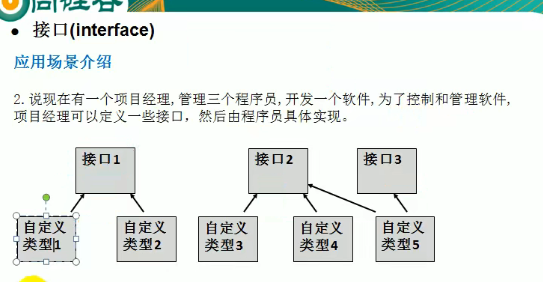 尚硅谷
● 接口(interface)
应用场景介绍
2. 说现在有一个项目经理,管理三个程序员,开发一个软件,为了控制和管理软件,
项目经理可以定义一些接口，然后由程序员具体实现。
接口1
接口2
接口3
自定义
类型1
自定义
类型2
自定义
类型3
自定义
类型4
自定义
类型5